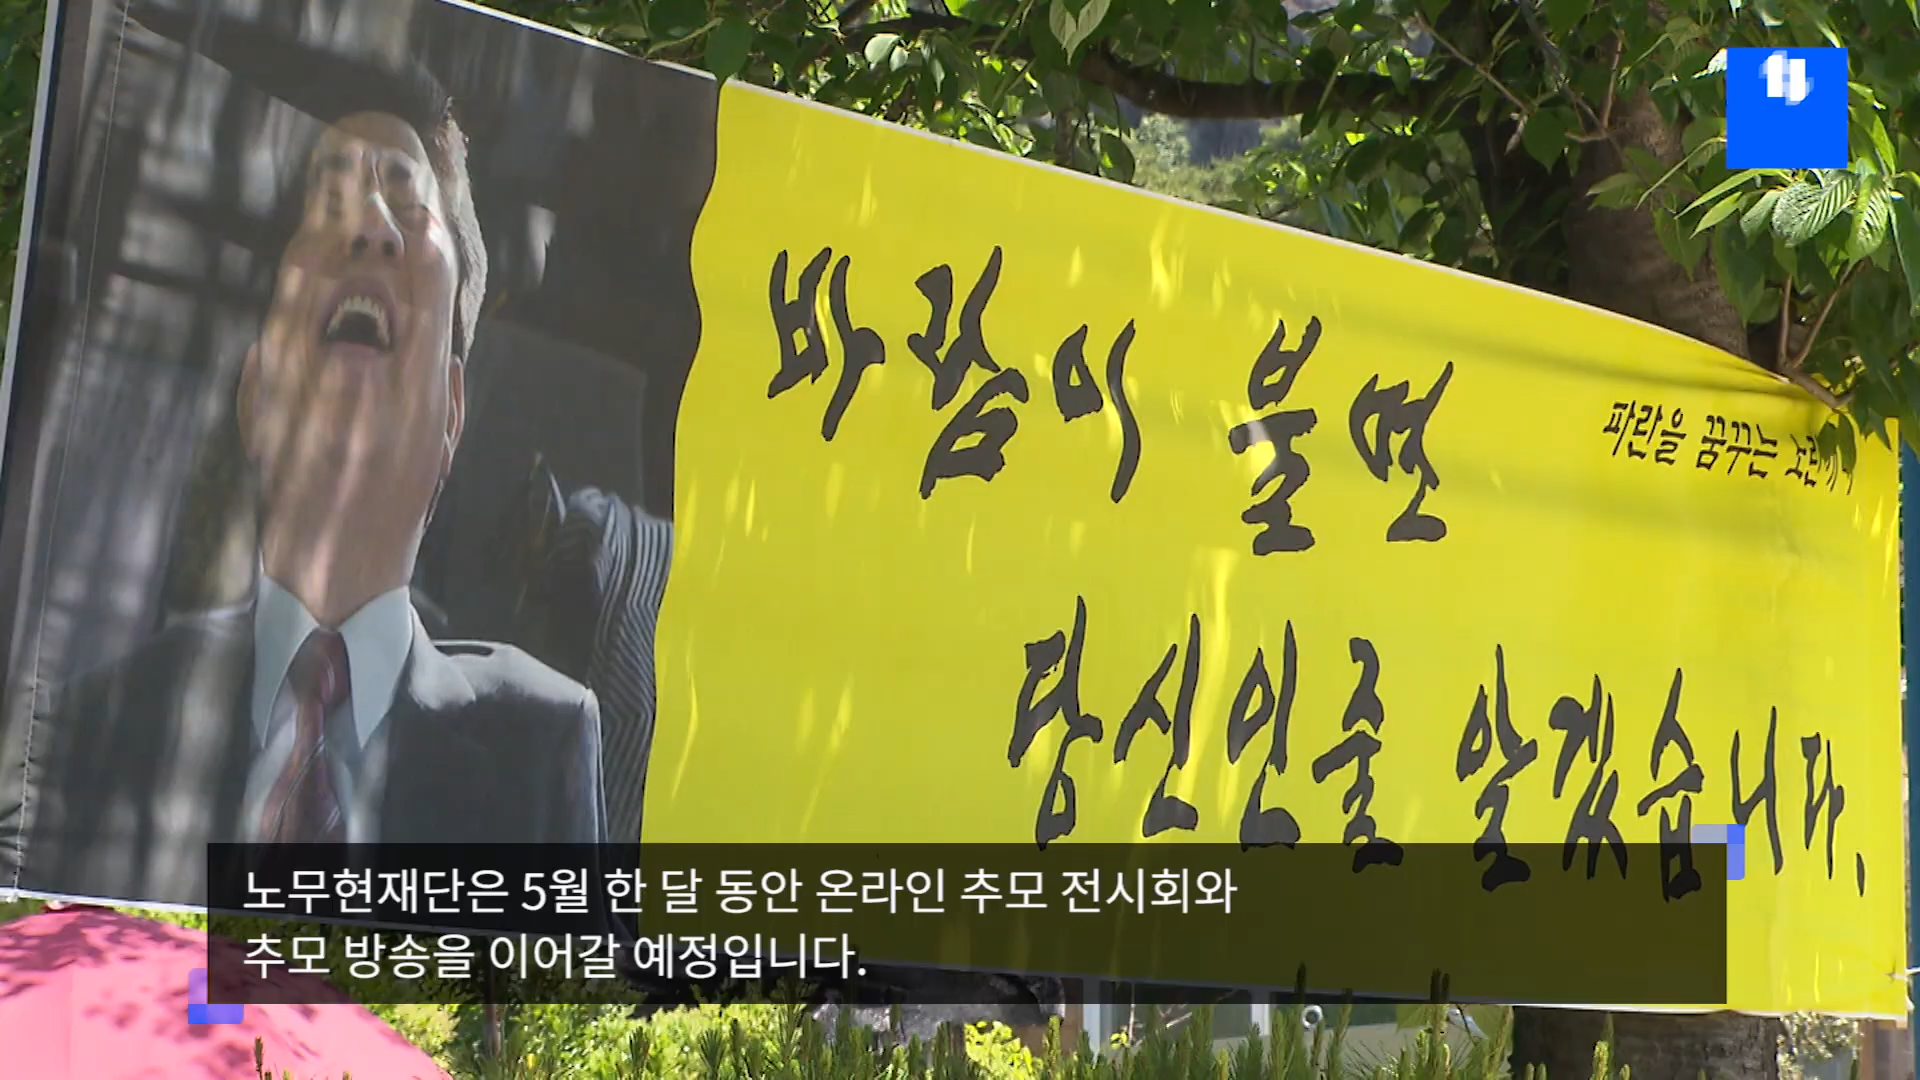 바람이 불면
파란을 꿈꾸는
당신인줄 알겠습니다.
노무현재단은 5월 한 달 동안 온라인 추모 전시회와
추모 방송을 이어갈 예정입니다.